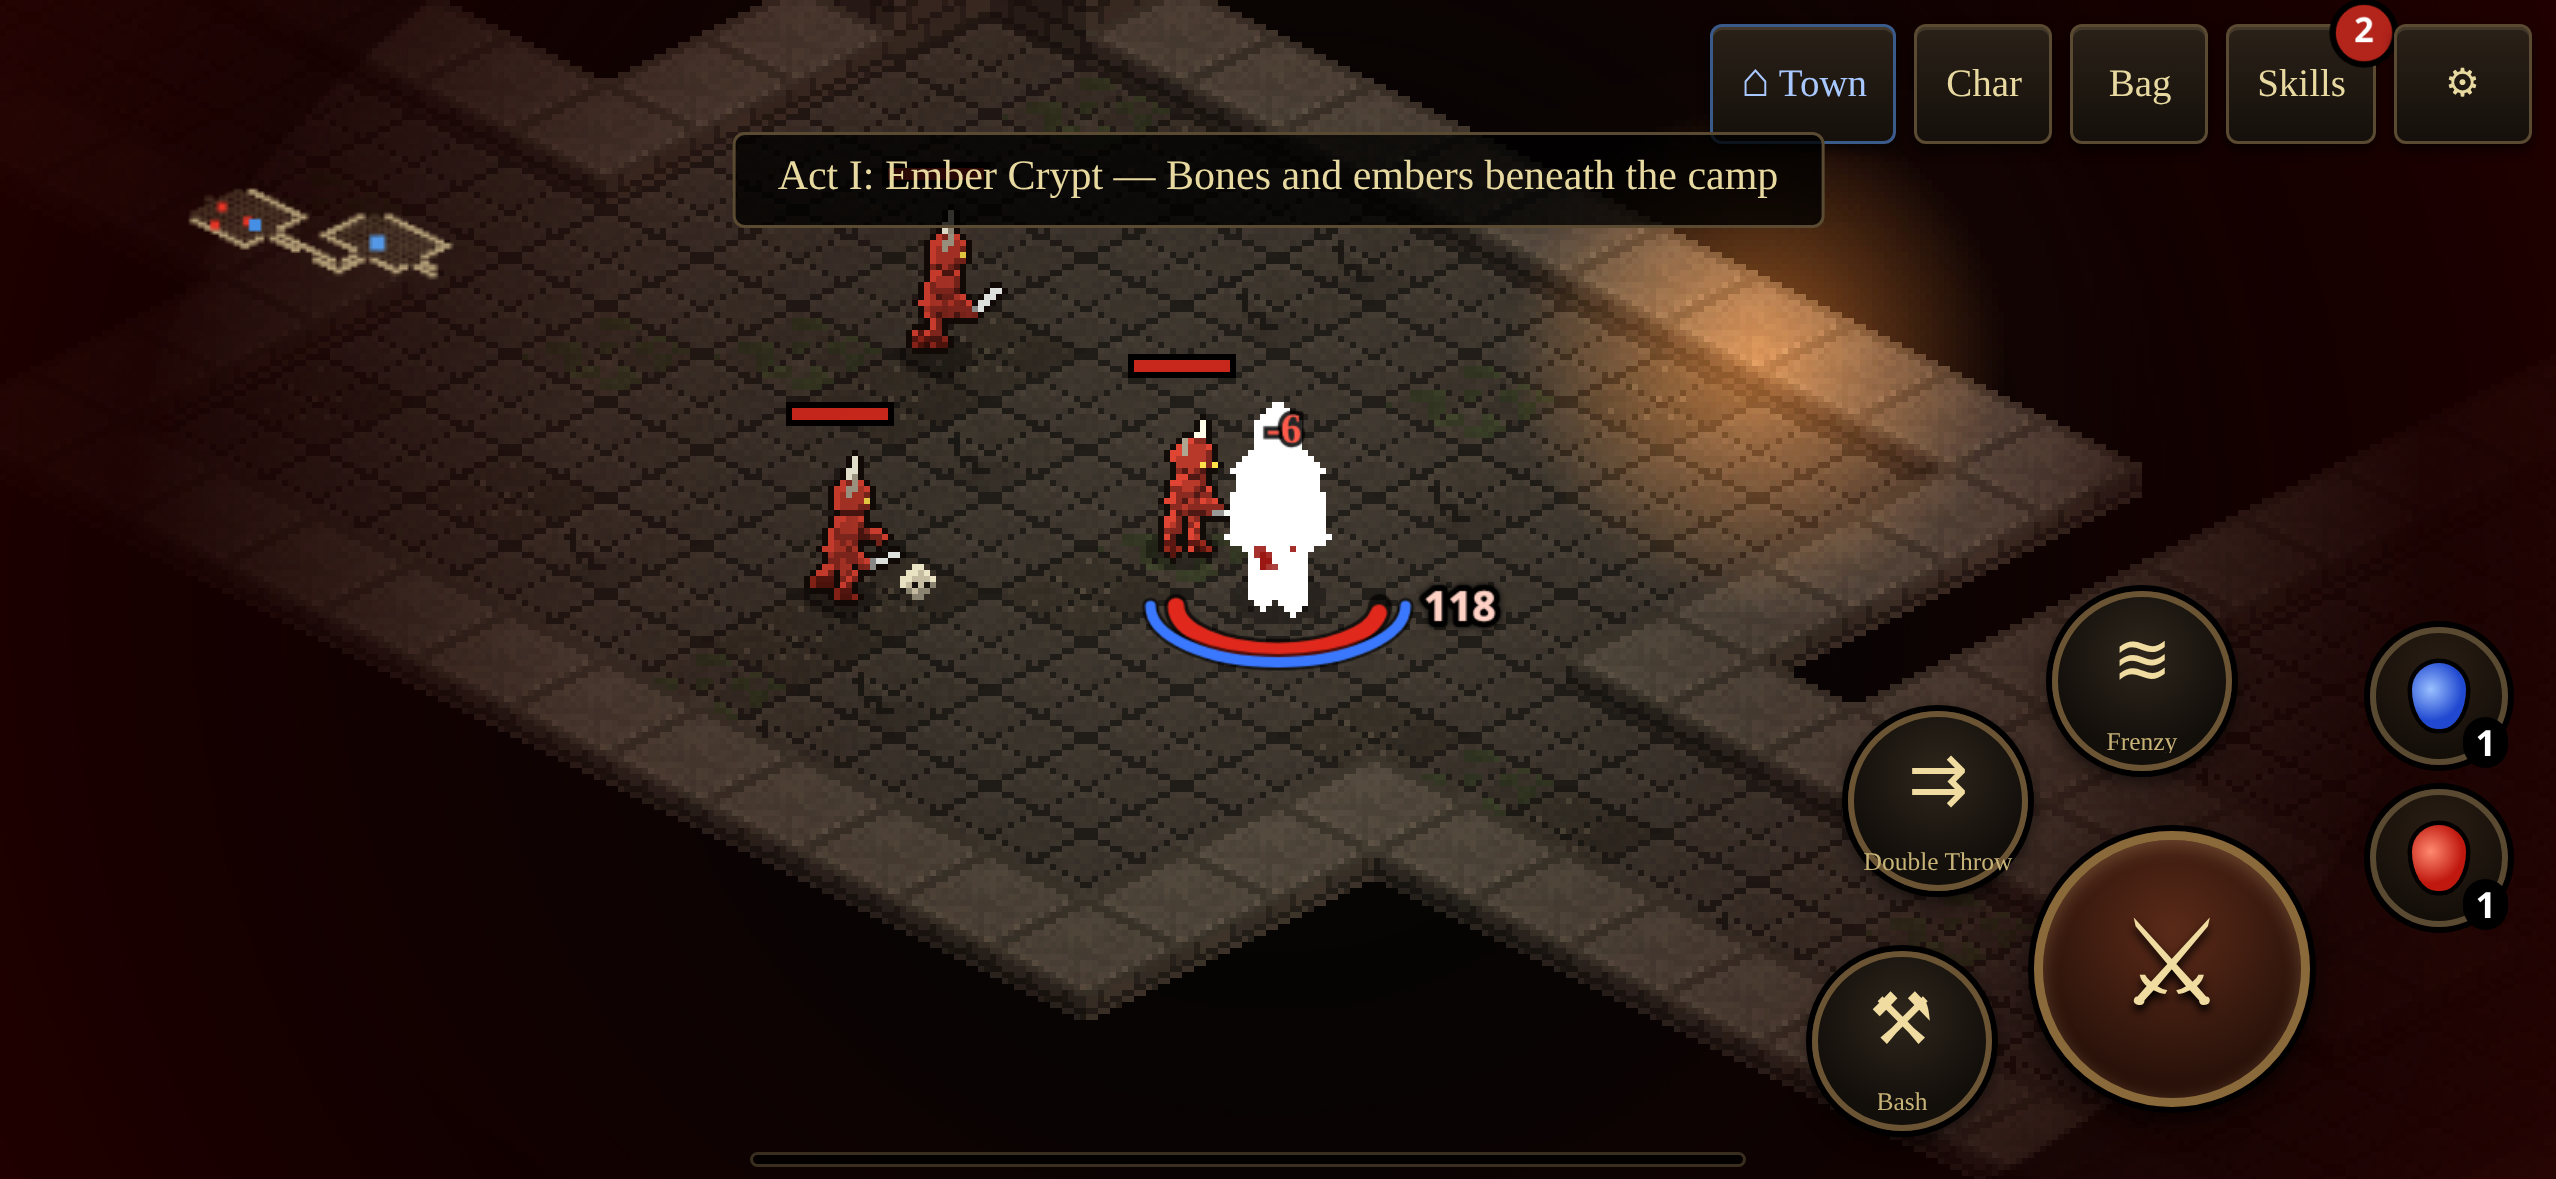 2
⌂ Town
Char
Bag
Skills
⚙
Act I: Ember Crypt — Bones and embers beneath the camp
-6
118
Frenzy
1
Double Throw
1
Bash